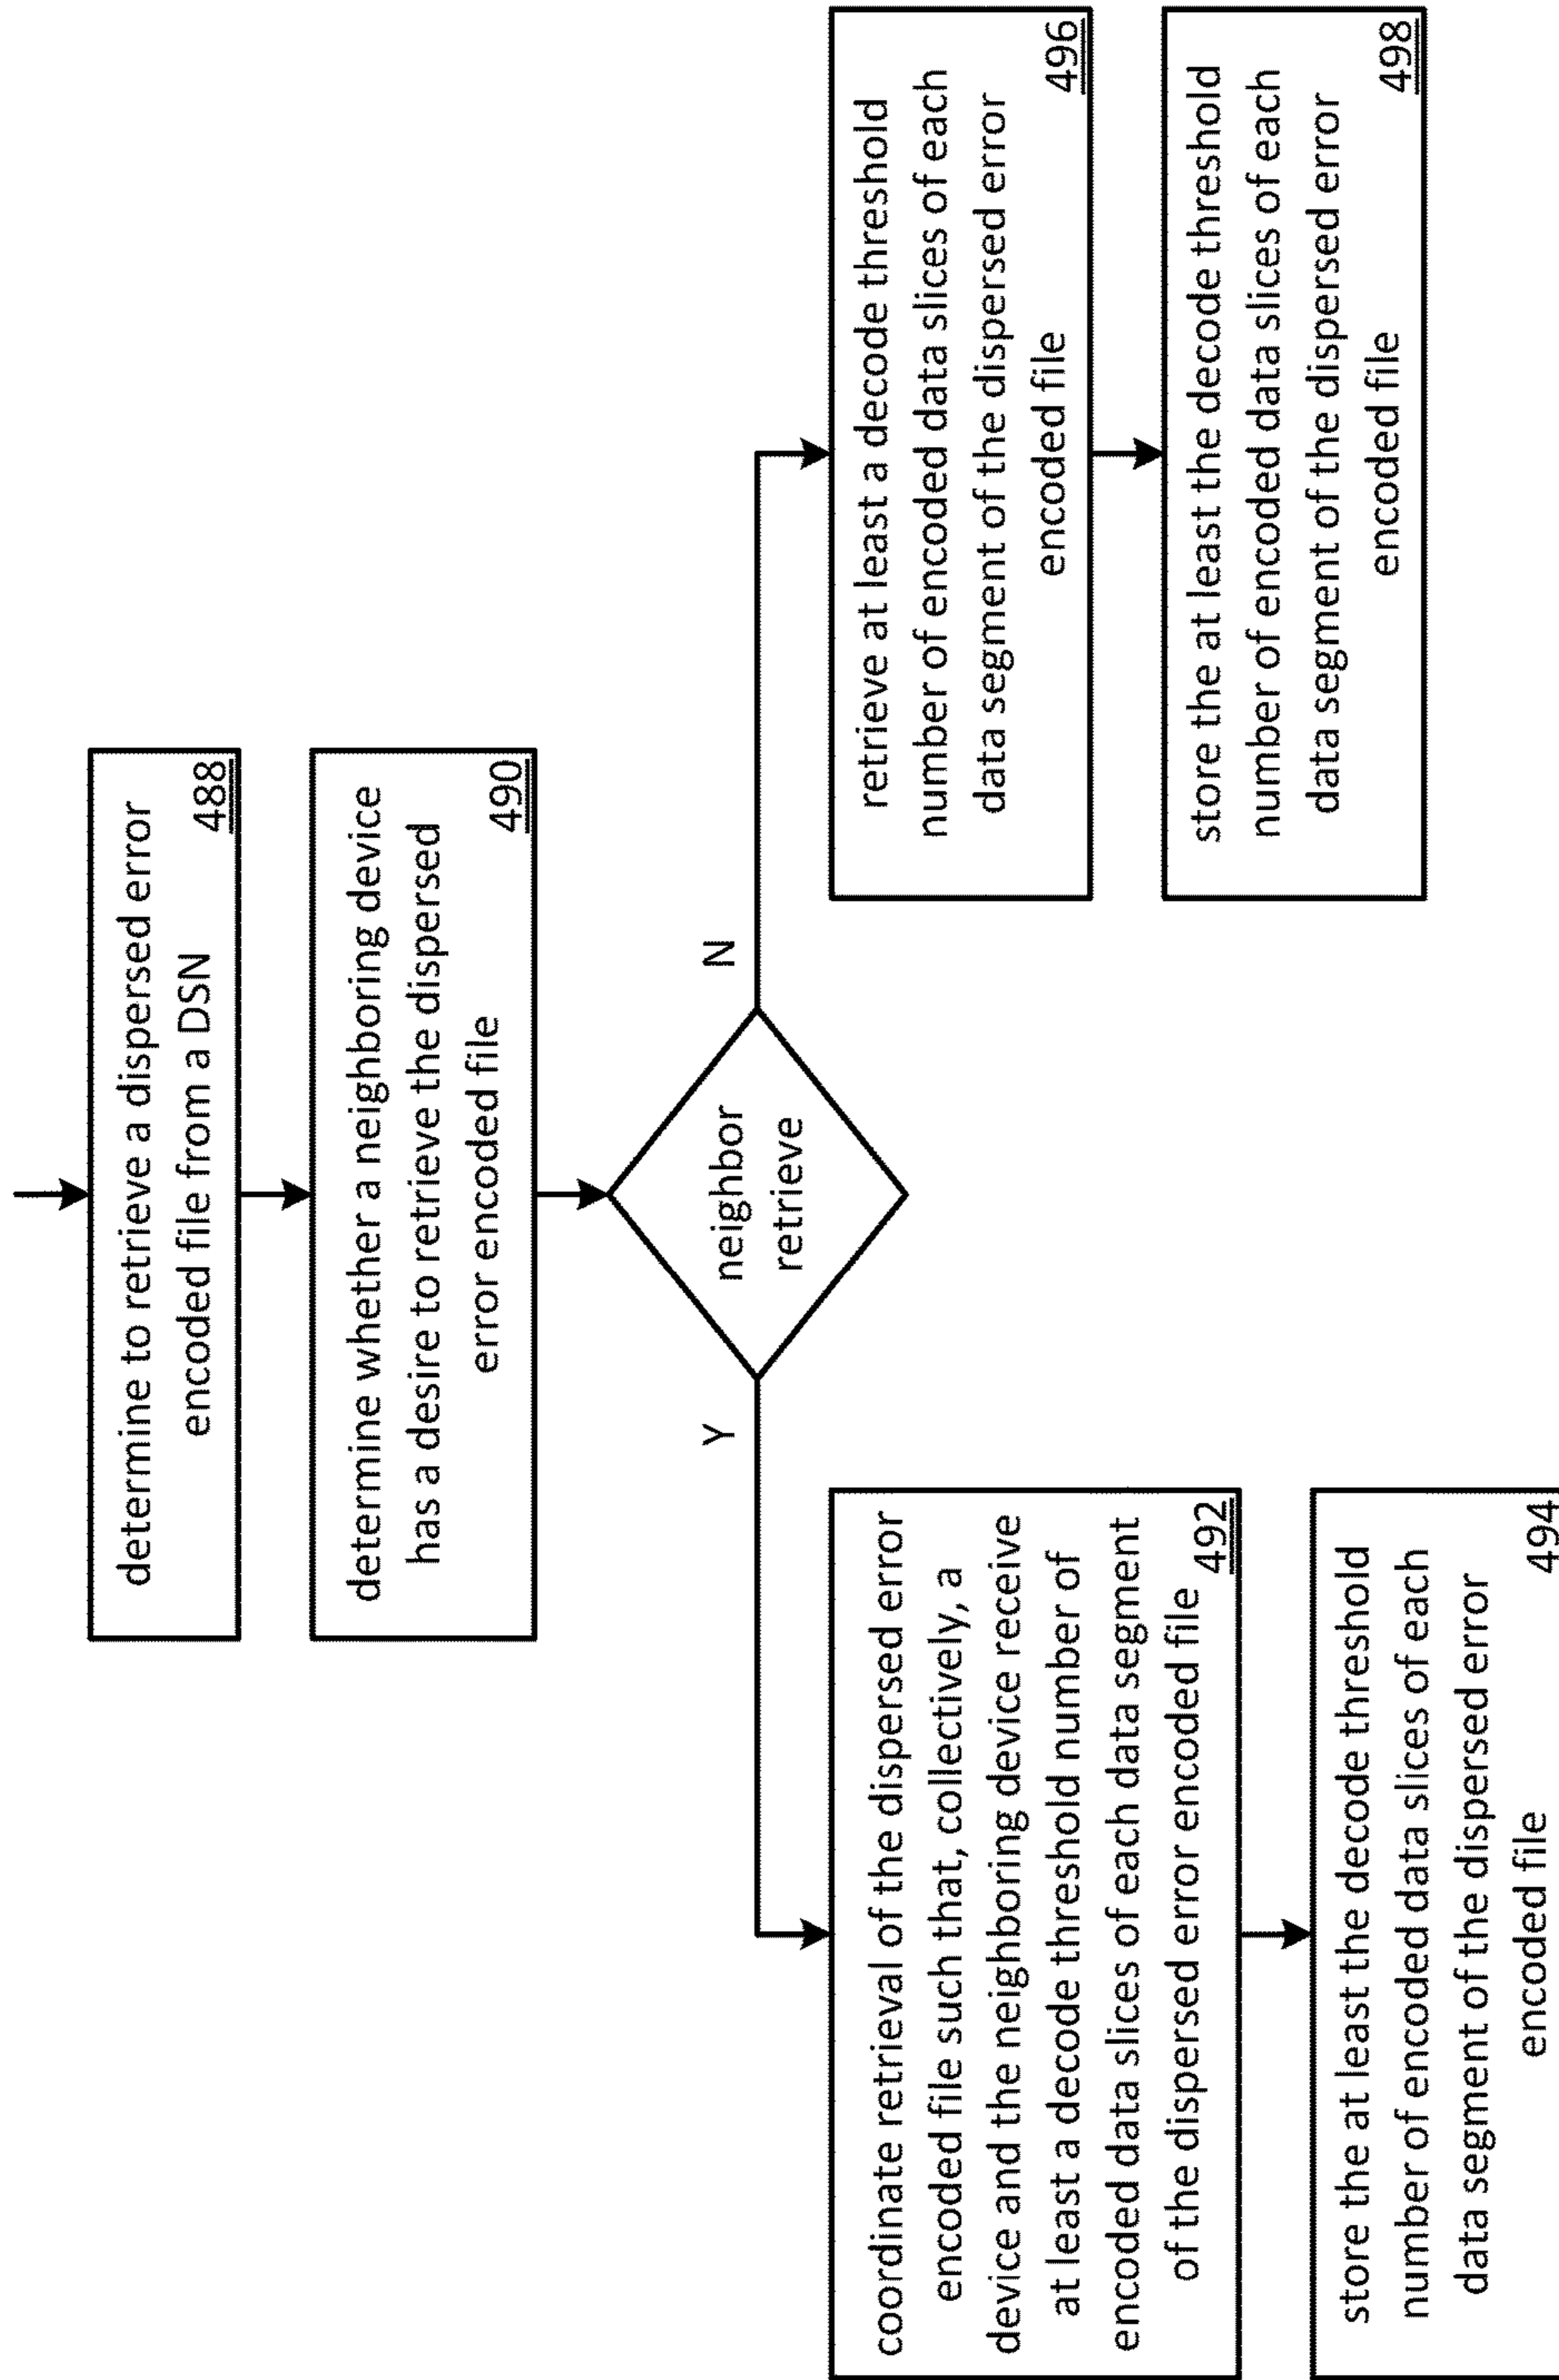 determine to retrieve a dispersed error
encoded file from a DSN
488
determine whether a neighboring device
has a desire to retrieve the dispersed
error encoded file
490
neighbor
retrieve
Y
N
coordinate retrieval of the dispersed error
encoded file such that, collectively, a
device and the neighboring device receive
at least a decode threshold number of
encoded data slices of each data segment
of the dispersed error encoded file
492
store the at least the decode threshold
number of encoded data slices of each
data segment of the dispersed error
encoded file
494
retrieve at least a decode threshold
number of encoded data slices of each
data segment of the dispersed error
encoded file
496
store the at least the decode threshold
number of encoded data slices of each
data segment of the dispersed error
encoded file
498